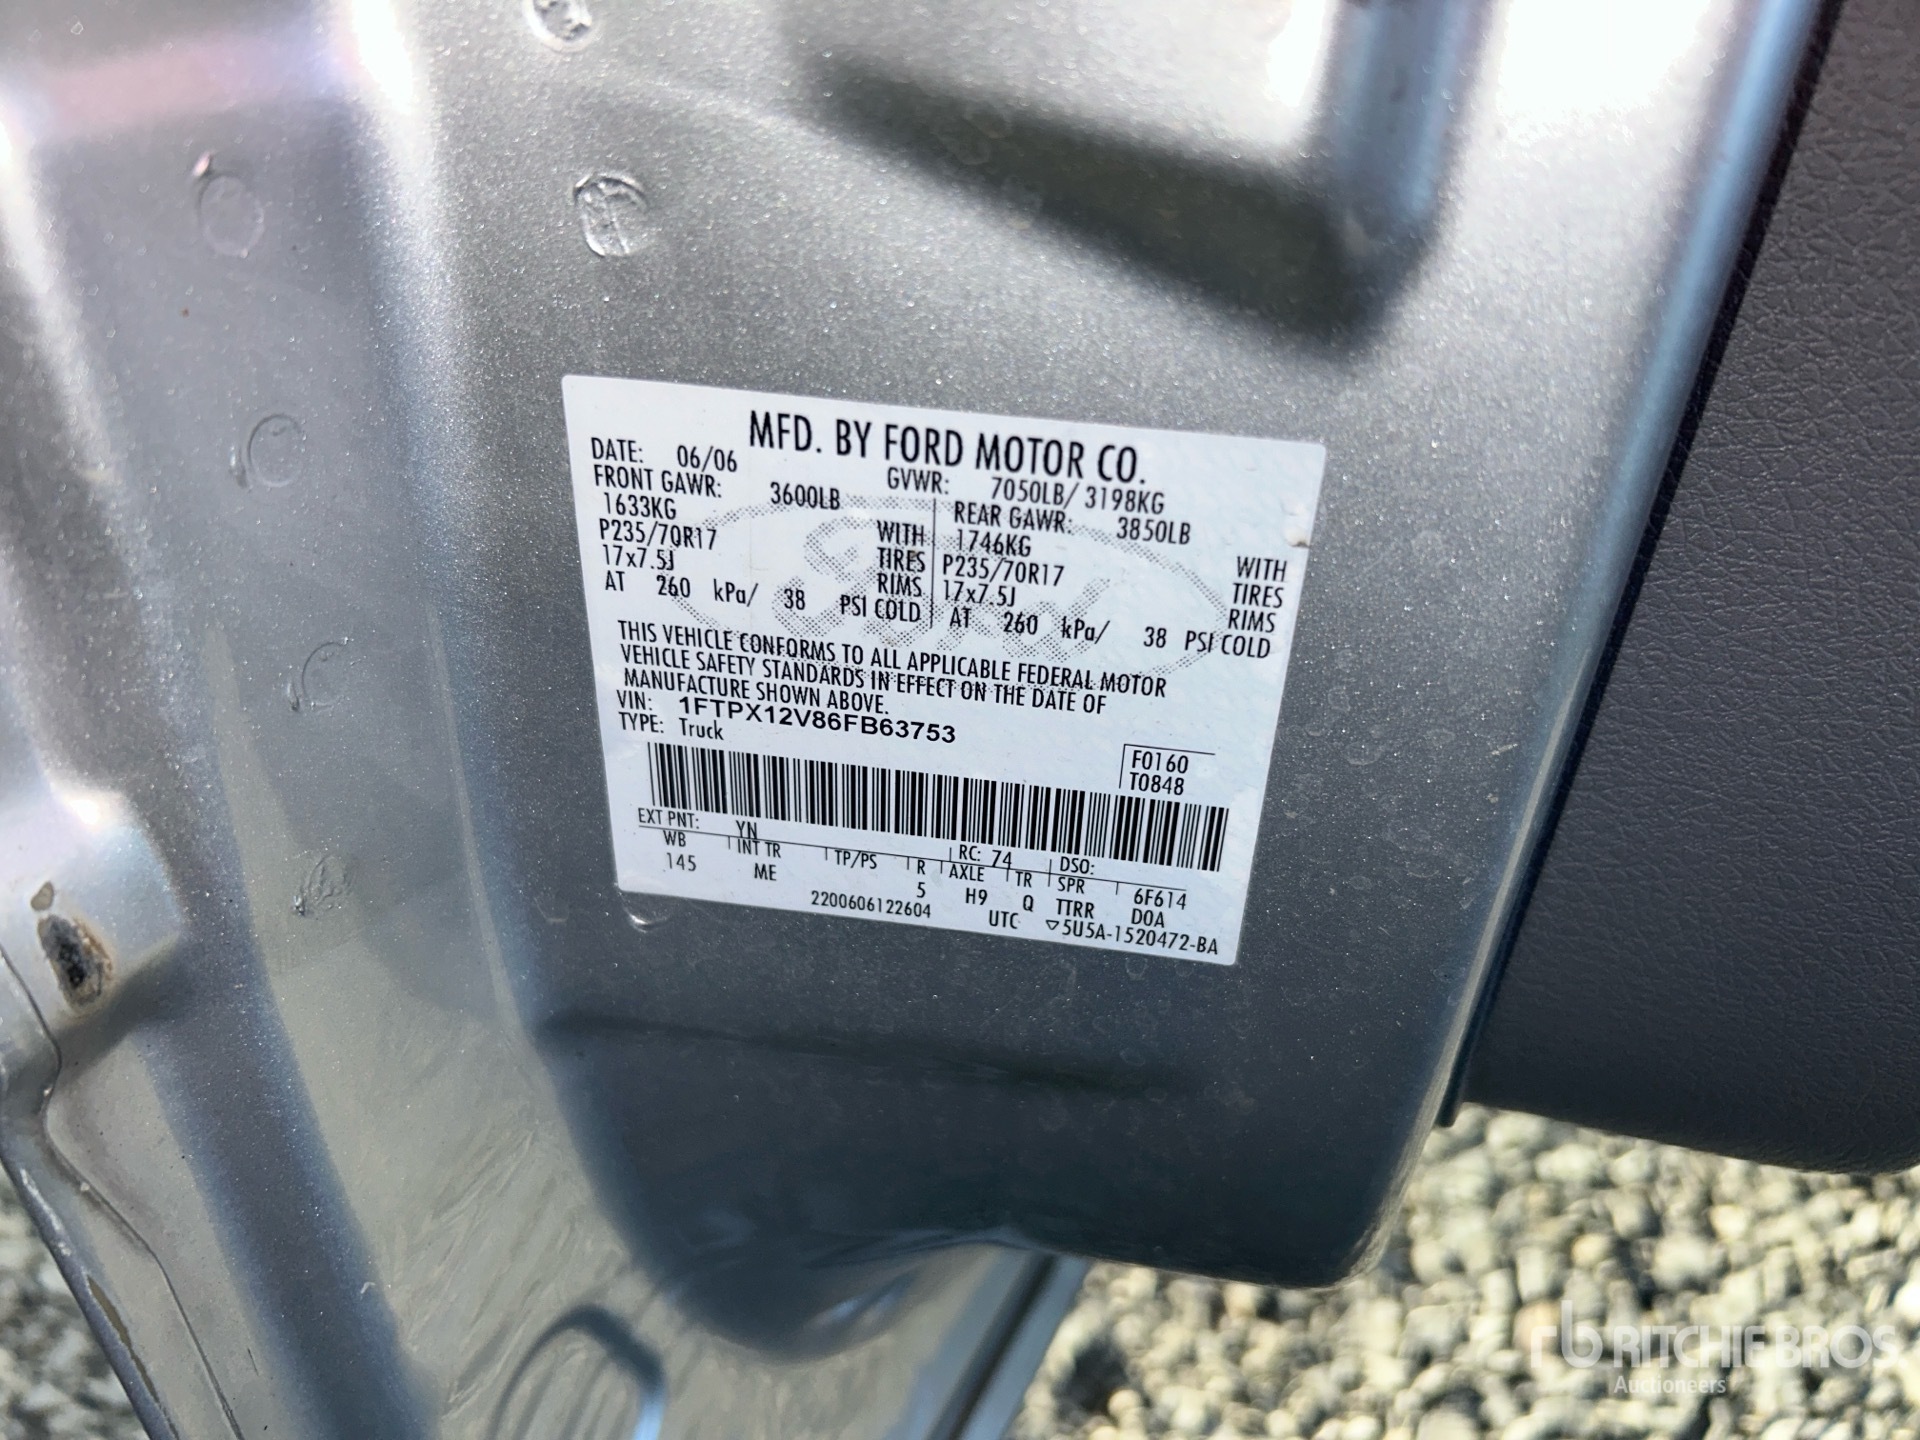 MFD. BY FORD MOTOR CO.
DATE: 06/06 GVWR: 7050LB/ 3198KG
FRONT GAWR: 3600LB REAR GAWR: 3850LB
1633KG WITH 1746KG WITH
P235/70R17 TIRES P235/70R17 TIRES
17x7.5J RIMS 17x7.5J RIMS
AT 260 kPa/ 38 PSI COLD AT 260 kPa/ 38 PSI COLD
THIS VEHICLE CONFORMS TO ALL APPLICABLE FEDERAL MOTOR
VEHICLE SAFETY STANDARDS IN EFFECT ON THE DATE OF
MANUFACTURE SHOWN ABOVE.
VIN: 1FTPX12V86FB63753
TYPE: Truck
F0160
T0848
EXT PNT: YN RC: 74 DSO:
WB INT TR TP/PS R AXLE TR SPR 6F614
145 ME 5 H9 Q TTRR DOA
2200606122604 UTC ▽5U5A-1520472-BA
Ford
rb RITCHIE BROS
Auctioneers